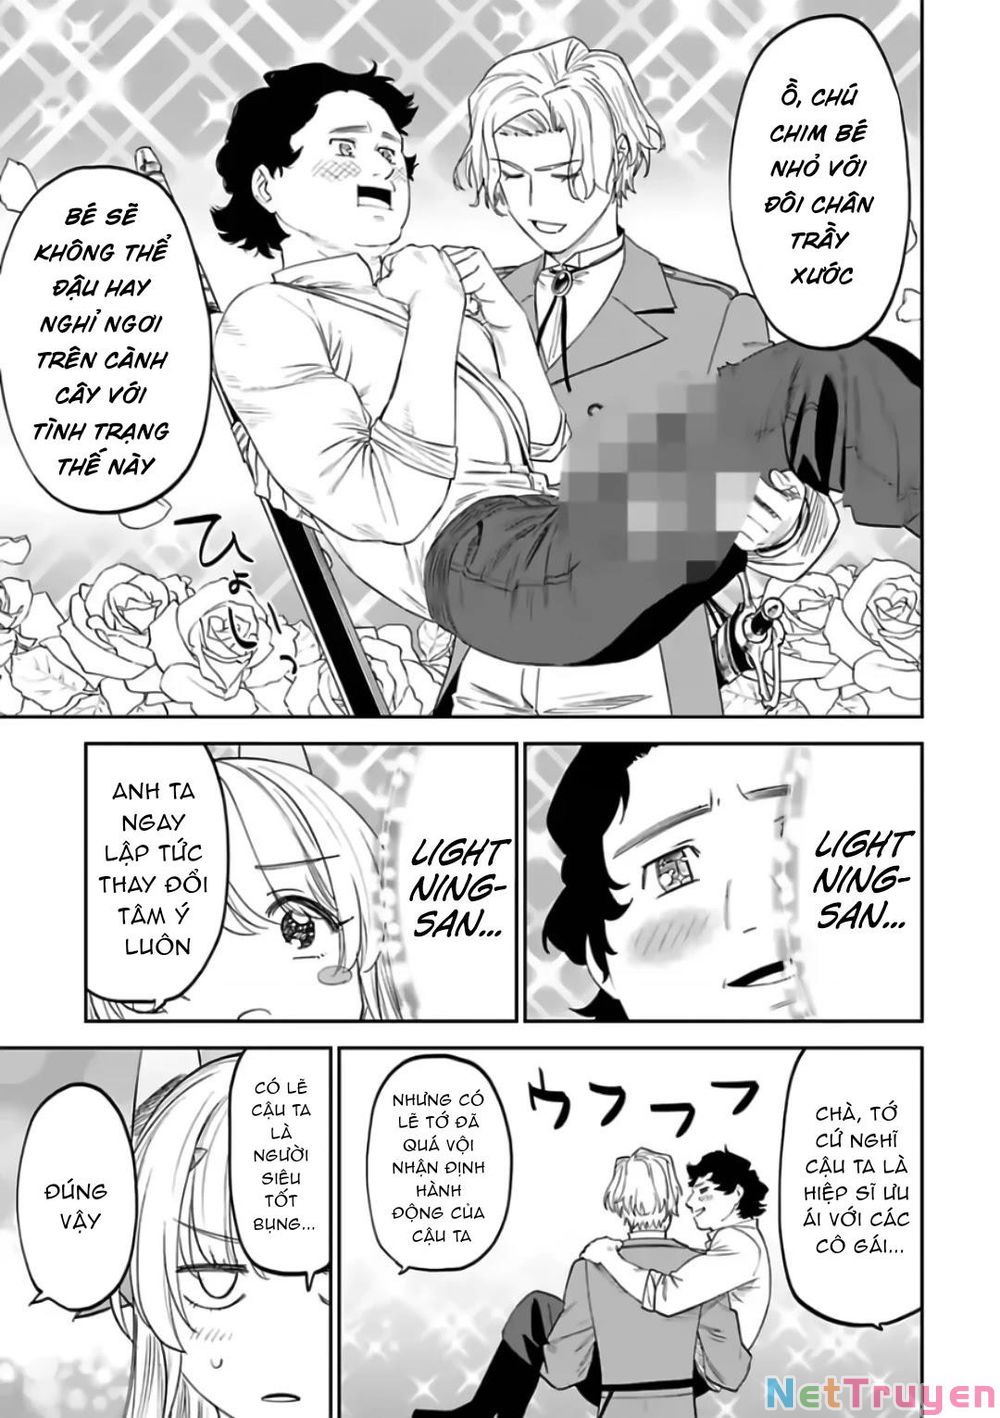 Ồ, CHÚ
CHIM BÉ
NHỎ VỚI
ĐÔI CHÂN
TRẦY
XƯỚC
BÉ SẼ
KHÔNG THỂ
ĐẬU HAY
NGHỈ NGƠI
TRÊN CÀNH
CÂY VỚI
TÌNH TRẠNG
THẾ NÀY
ひょいっ
LIGHT
NING-
SAN...
LIGHT
NING-
SAN...
ANH TA
NGAY
LẬP TỨC
THAY ĐỔI
TÂM Ý
LUÔN
CHÀ, TỚ
CỨ NGHĨ
CẬU TA LÀ
HIỆP SĨ ƯU
ÁI VỚI CÁC
CÔ GÁI...
ウフフフ
NHƯNG CÓ
LẼ TỚ ĐÃ
QUÁ VỘI
NHẬN ĐỊNH
HÀNH
ĐỘNG CỦA
CẬU TA
CÓ LẼ
CẬU TA
LÀ
NGƯỜI
SIÊU
TỐT
BỤNG...
ĐÚNG
VẬY
NetTruyen